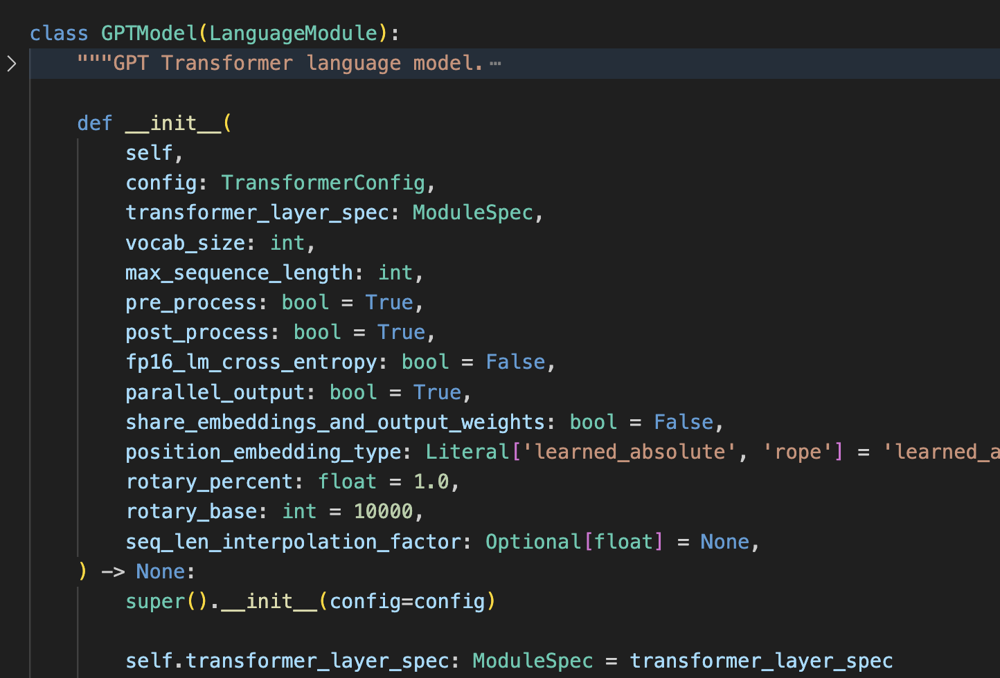 class GPTModel(LanguageModule):
    """GPT Transformer language model. ⋯

    def __init__(
        self,
        config: TransformerConfig,
        transformer_layer_spec: ModuleSpec,
        vocab_size: int,
        max_sequence_length: int,
        pre_process: bool = True,
        post_process: bool = True,
        fp16_lm_cross_entropy: bool = False,
        parallel_output: bool = True,
        share_embeddings_and_output_weights: bool = False,
        position_embedding_type: Literal['learned_absolute', 'rope'] = 'learned_a
        rotary_percent: float = 1.0,
        rotary_base: int = 10000,
        seq_len_interpolation_factor: Optional[float] = None,
    ) -> None:
        super().__init__(config=config)

        self.transformer_layer_spec: ModuleSpec = transformer_layer_spec